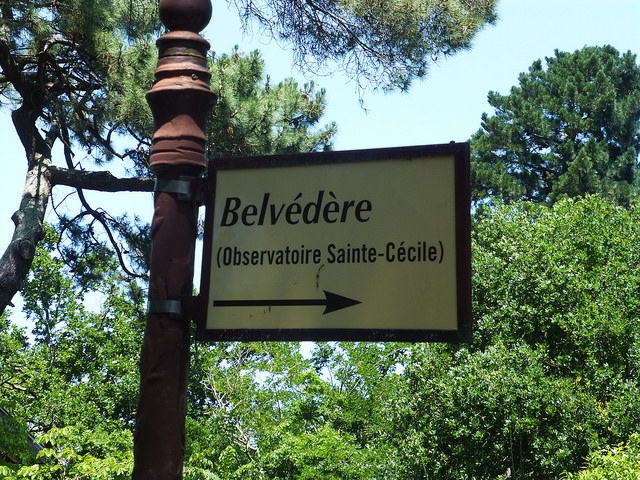 Belvédère
(Observatoire Sainte-Cécile)